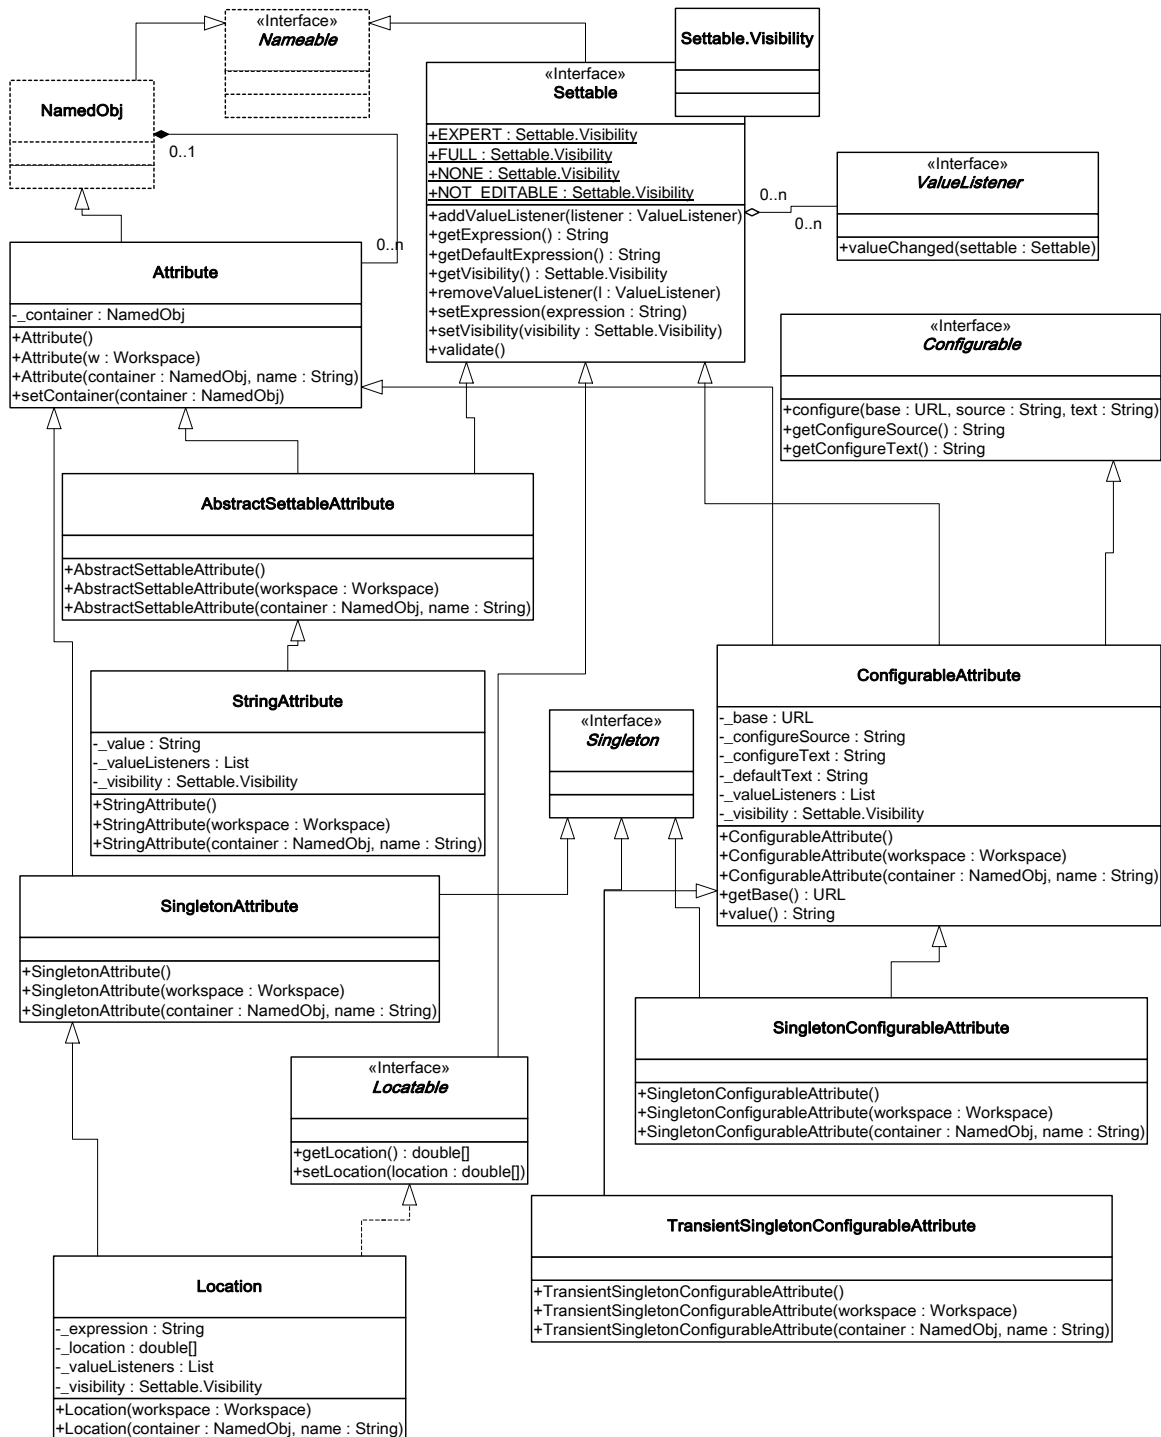 «Interface»
Nameable
Settable.Visibility
NamedObj
0..1
«Interface»
Settable
+EXPERT : Settable.Visibility
+FULL : Settable.Visibility
+NONE : Settable.Visibility
+NOT_EDITABLE : Settable.Visibility
+addValueListener(listener : ValueListener)
+getExpression() : String
+getDefaultExpression() : String
+getVisibility() : Settable.Visibility
+removeValueListener(l : ValueListener)
+setExpression(expression : String)
+setVisibility(visibility : Settable.Visibility)
+validate()
0..n
0..n
«Interface»
ValueListener
+valueChanged(settable : Settable)
0..n
Attribute
-_container : NamedObj
+Attribute()
+Attribute(w : Workspace)
+Attribute(container : NamedObj, name : String)
+setContainer(container : NamedObj)
«Interface»
Configurable
+configure(base : URL, source : String, text : String)
+getConfigureSource() : String
+getConfigureText() : String
AbstractSettableAttribute
+AbstractSettableAttribute()
+AbstractSettableAttribute(workspace : Workspace)
+AbstractSettableAttribute(container : NamedObj, name : String)
StringAttribute
-_value : String
-_valueListeners : List
-_visibility : Settable.Visibility
+StringAttribute()
+StringAttribute(workspace : Workspace)
+StringAttribute(container : NamedObj, name : String)
«Interface»
Singleton
ConfigurableAttribute
-_base : URL
-_configureSource : String
-_configureText : String
-_defaultText : String
-_valueListeners : List
-_visibility : Settable.Visibility
+ConfigurableAttribute()
+ConfigurableAttribute(workspace : Workspace)
+ConfigurableAttribute(container : NamedObj, name : String)
+getBase() : URL
+value() : String
SingletonAttribute
+SingletonAttribute()
+SingletonAttribute(workspace : Workspace)
+SingletonAttribute(container : NamedObj, name : String)
SingletonConfigurableAttribute
+SingletonConfigurableAttribute()
+SingletonConfigurableAttribute(workspace : Workspace)
+SingletonConfigurableAttribute(container : NamedObj, name : String)
«Interface»
Locatable
+getLocation() : double[]
+setLocation(location : double[])
TransientSingletonConfigurableAttribute
+TransientSingletonConfigurableAttribute()
+TransientSingletonConfigurableAttribute(workspace : Workspace)
+TransientSingletonConfigurableAttribute(container : NamedObj, name : String)
Location
-_expression : String
-_location : double[]
-_valueListeners : List
-_visibility : Settable.Visibility
+Location(workspace : Workspace)
+Location(container : NamedObj, name : String)